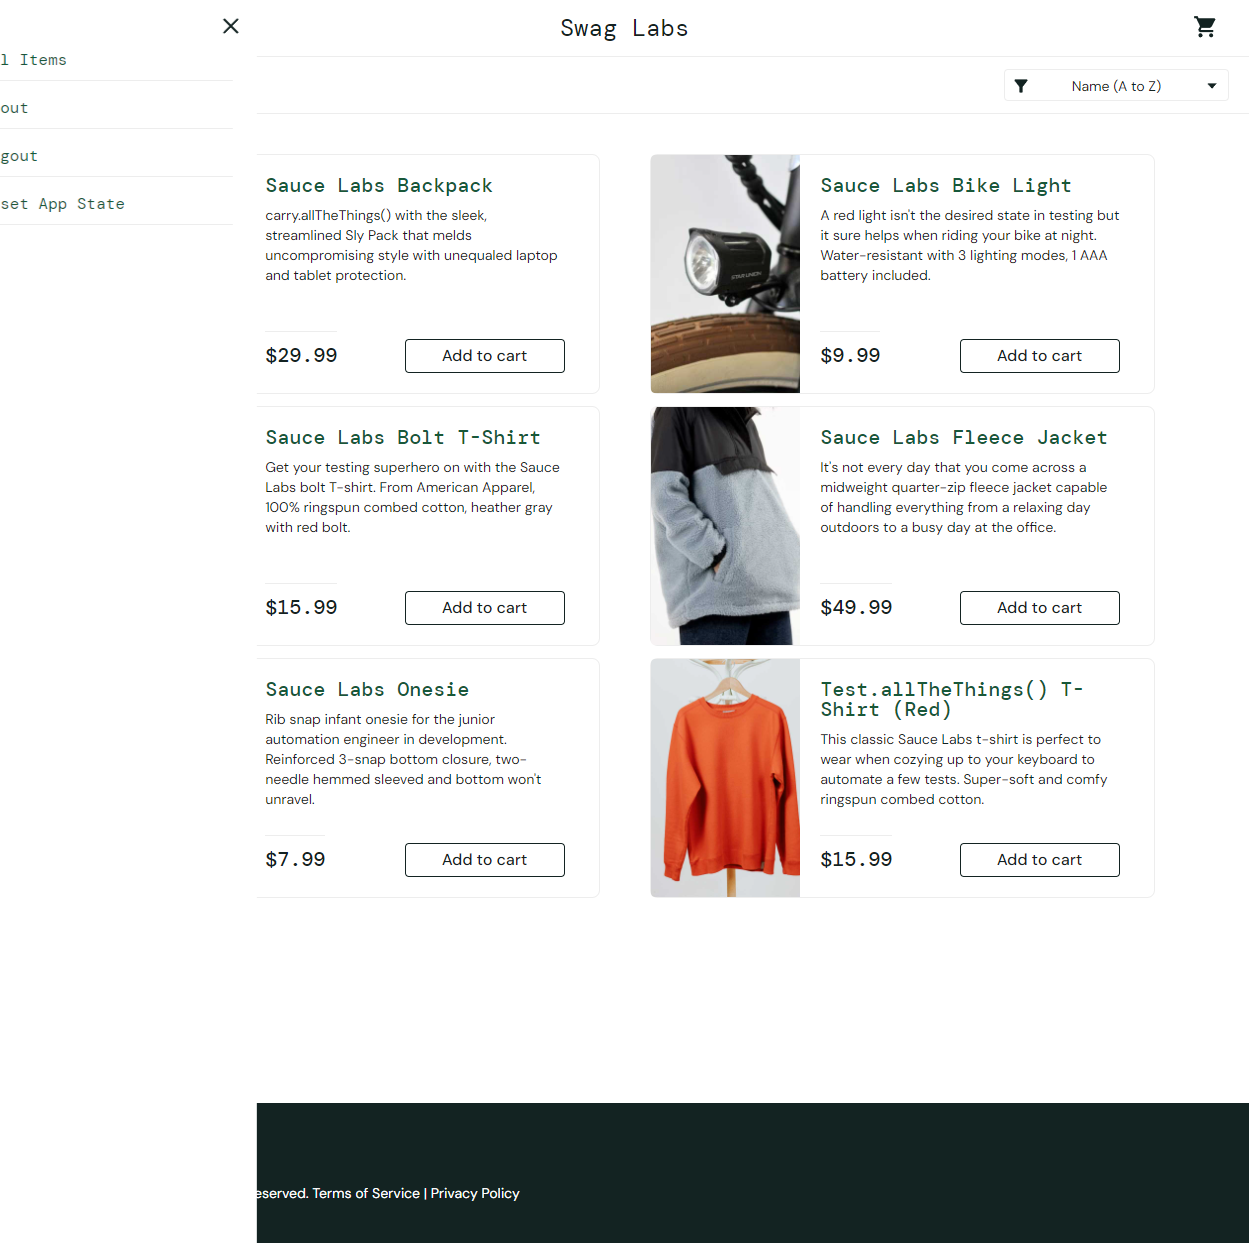 l Items
out
gout
set App State
Swag Labs
Name (A to Z)
Sauce Labs Backpack
carry.allTheThings() with the sleek,
streamlined Sly Pack that melds
uncompromising style with unequaled laptop
and tablet protection.
$29.99
Add to cart
Sauce Labs Bike Light
A red light isn't the desired state in testing but
it sure helps when riding your bike at night.
Water-resistant with 3 lighting modes, 1 AAA
battery included.
$9.99
Add to cart
Sauce Labs Bolt T-Shirt
Get your testing superhero on with the Sauce
Labs bolt T-shirt. From American Apparel,
100% ringspun combed cotton, heather gray
with red bolt.
$15.99
Add to cart
Sauce Labs Fleece Jacket
It's not every day that you come across a
midweight quarter-zip fleece jacket capable
of handling everything from a relaxing day
outdoors to a busy day at the office.
$49.99
Add to cart
Sauce Labs Onesie
Rib snap infant onesie for the junior
automation engineer in development.
Reinforced 3-snap bottom closure, two-
needle hemmed sleeved and bottom won't
unravel.
$7.99
Add to cart
Test.allTheThings() T-
Shirt (Red)
This classic Sauce Labs t-shirt is perfect to
wear when cozying up to your keyboard to
automate a few tests. Super-soft and comfy
ringspun combed cotton.
$15.99
Add to cart
eserved. Terms of Service | Privacy Policy